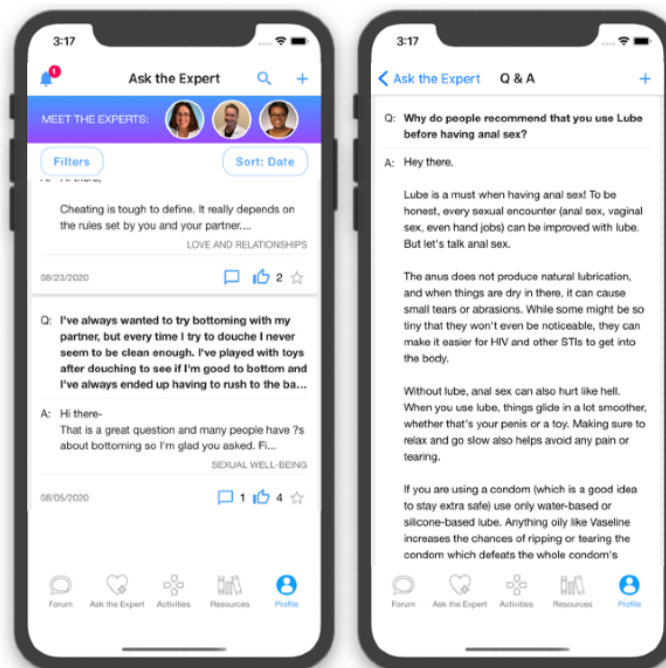 3:17
1
Ask the Expert
MEET THE EXPERTS:
Filters
Sort: Date
Cheating is tough to define. It really depends on
the rules set by you and your partner....
LOVE AND RELATIONSHIPS
08/23/2020
2
Q: I've always wanted to try bottoming with my
partner, but every time I try to douche I never
seem to be clean enough. I've played with toys
after douching to see if I'm good to bottom and
I've always ended up having to rush to the ba...
A: Hi there-
That is a great question and many people have ?s
about bottoming so I'm glad you asked. Fi...
SEXUAL WELL-BEING
08/05/2020
1
4
Forum
Ask the Expert
Activities
Resources
Profile
3:17
Ask the Expert
Q & A
Q: Why do people recommend that you use Lube
before having anal sex?
A: Hey there,
Lube is a must when having anal sex! To be
honest, every sexual encounter (anal sex, vaginal
sex, even hand jobs) can be improved with lube.
But let's talk anal sex.
The anus does not produce natural lubrication,
and when things are dry in there, it can cause
small tears or abrasions. While some might be so
tiny that they won't even be noticeable, they can
make it easier for HIV and other STIs to get into
the body.
Without lube, anal sex can also hurt like hell.
When you use lube, things glide in a lot smoother,
whether that's your penis or a toy. Making sure to
relax and go slow also helps avoid any pain or
tearing.
If you are using a condom (which is a good idea
to stay extra safe) use only water-based or
silicone-based lube. Anything oily like Vaseline
increases the chances of ripping or tearing the
condom which defeats the whole condom's
Forum
Ask the Expert
Activities
Resources
Profile